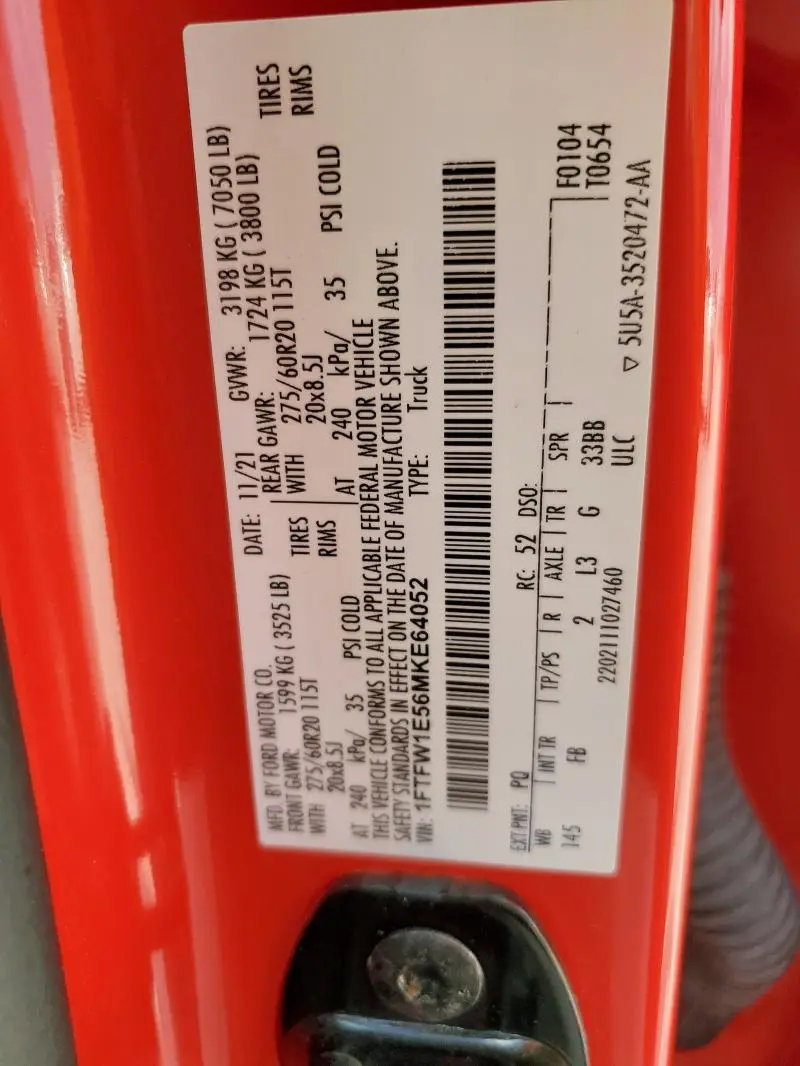 MFD. BY FORD MOTOR CO.
DATE: 11/21 GVWR: 3198 KG ( 7050 LB)
FRONT GAWR: 1599 KG ( 3525 LB) REAR GAWR: 1724 KG ( 3800 LB)
WITH 275/60R20 115T TIRES WITH 275/60R20 115T TIRES
20x8.5J RIMS 20x8.5J RIMS
AT 240 kPa/ 35 PSI COLD AT 240 kPa/ 35 PSI COLD
THIS VEHICLE CONFORMS TO ALL APPLICABLE FEDERAL MOTOR VEHICLE
SAFETY STANDARDS IN EFFECT ON THE DATE OF MANUFACTURE SHOWN ABOVE.
VIN: 1FTFW1E56MKE64052 TYPE: Truck
EXT PNT: PQ RC: 52 DSO:
WB INT TR TP/PS R AXLE TR SPR F0104
145 FB 2 L3 G 33BB T0654
2202111027460 ULC
▽ 5U5A-3520472-AA